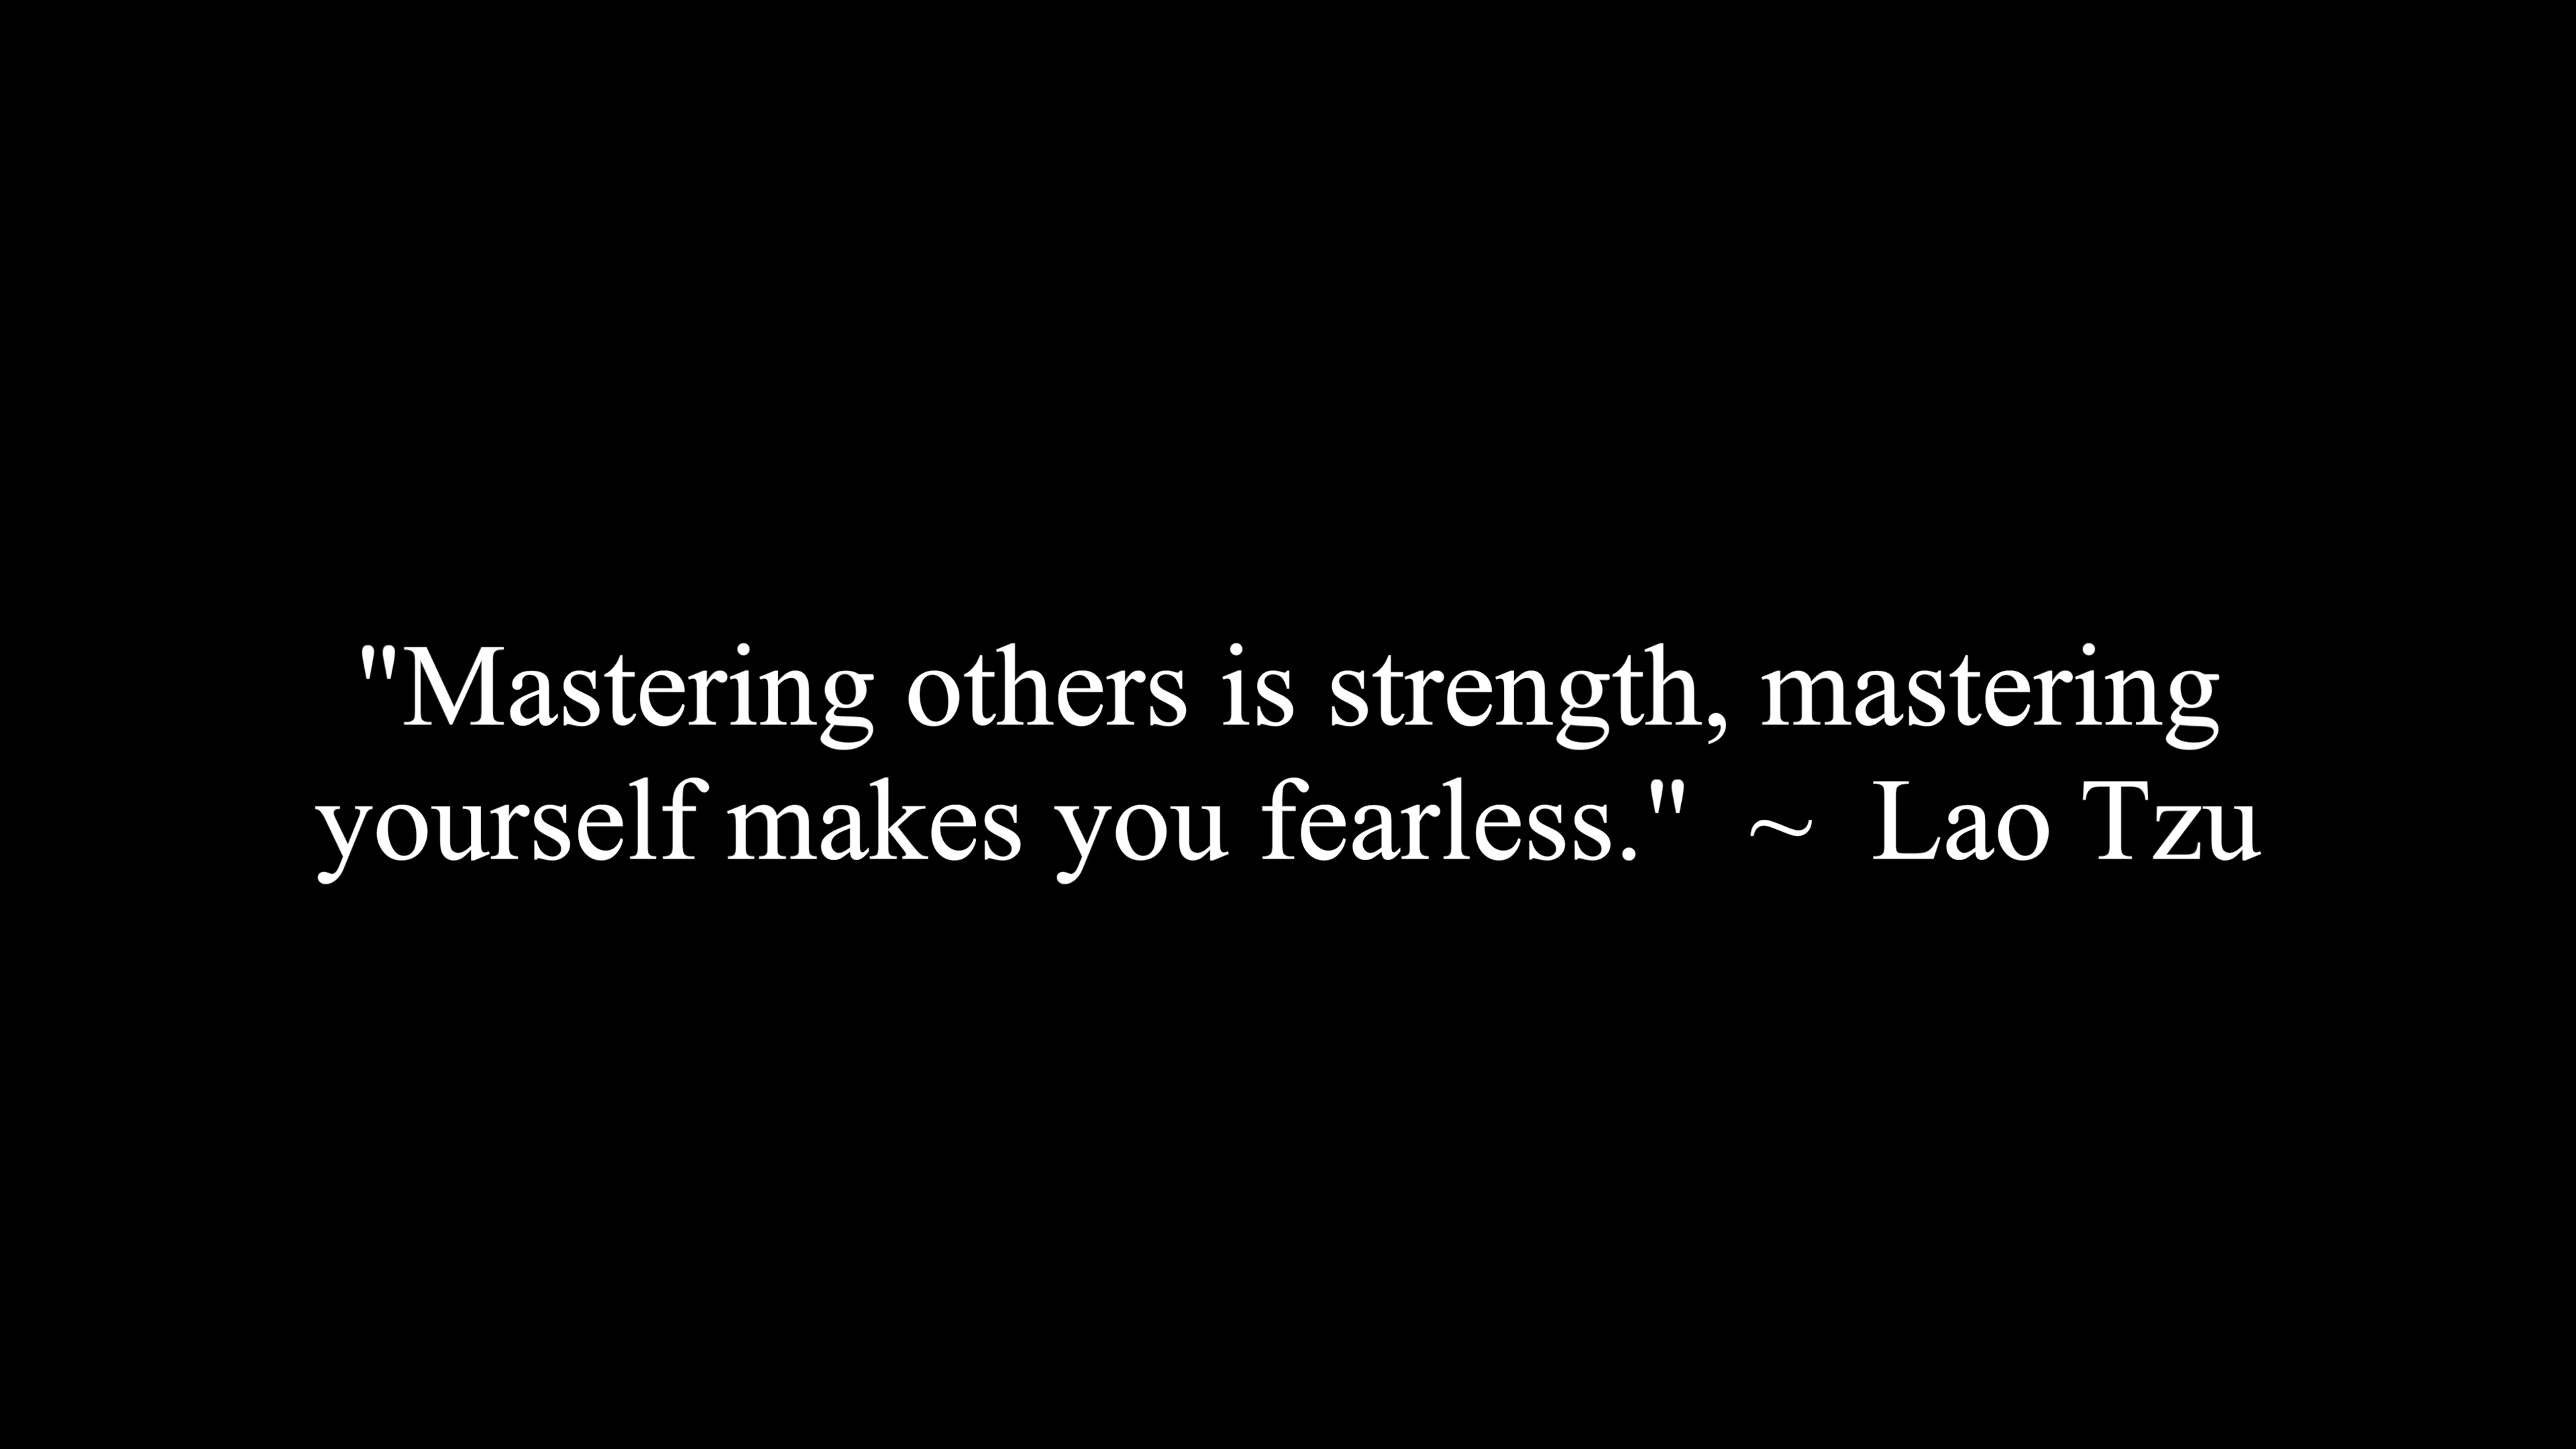 "Mastering others is strength, mastering
yourself makes you fearless."  ~  Lao Tzu